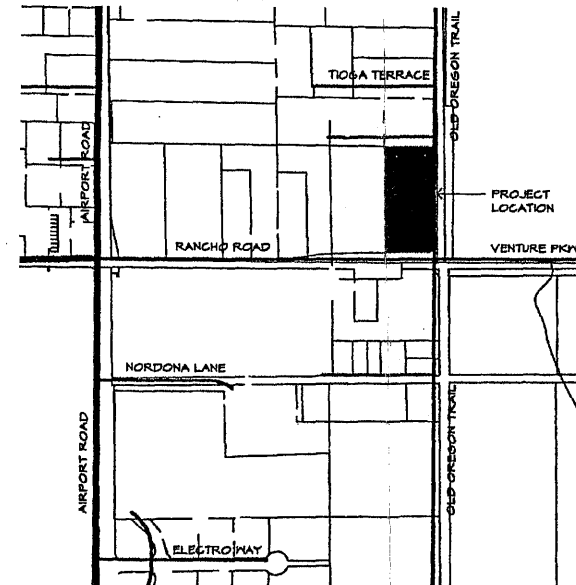 OLD OREGON TRAIL
TIOGA TERRACE
AIRPORT ROAD
PROJECT
LOCATION
RANCHO ROAD
VENTURE PKW
NORDONA LANE
AIRPORT ROAD
OLD OREGON TRAIL
ELECTRO WAY